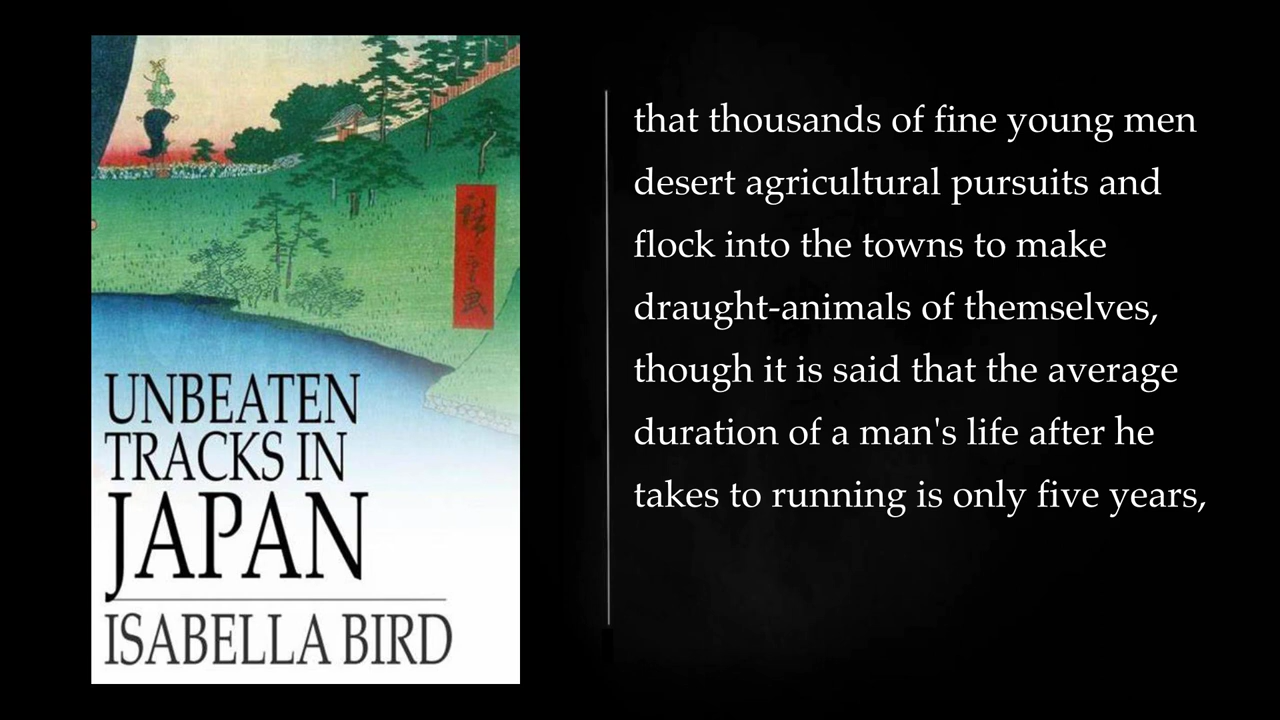 UNBEATEN
TRACKS IN
JAPAN
ISABELLA BIRD
that thousands of fine young men
desert agricultural pursuits and
flock into the towns to make
draught-animals of themselves,
though it is said that the average
duration of a man's life after he
takes to running is only five years,